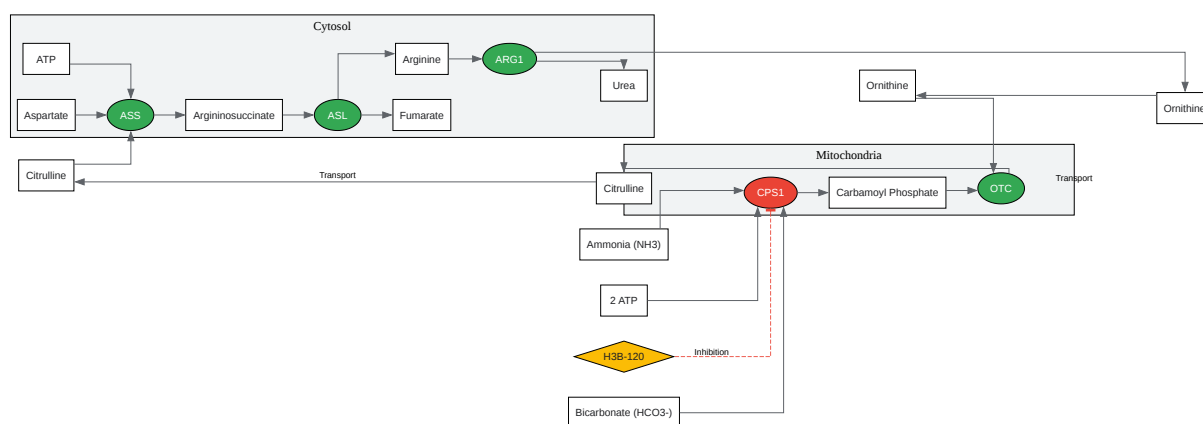 Cytosol
ATP
Arginine
ARG1
Urea
Ornithine
Ornithine
Aspartate
ASS
Argininosuccinate
ASL
Fumarate
Mitochondria
Citrulline
Transport
Citrulline
CPS1
Carbamoyl Phosphate
OTC
Transport
Ammonia (NH3)
2 ATP
H3B-120
Inhibition
Bicarbonate (HCO3-)